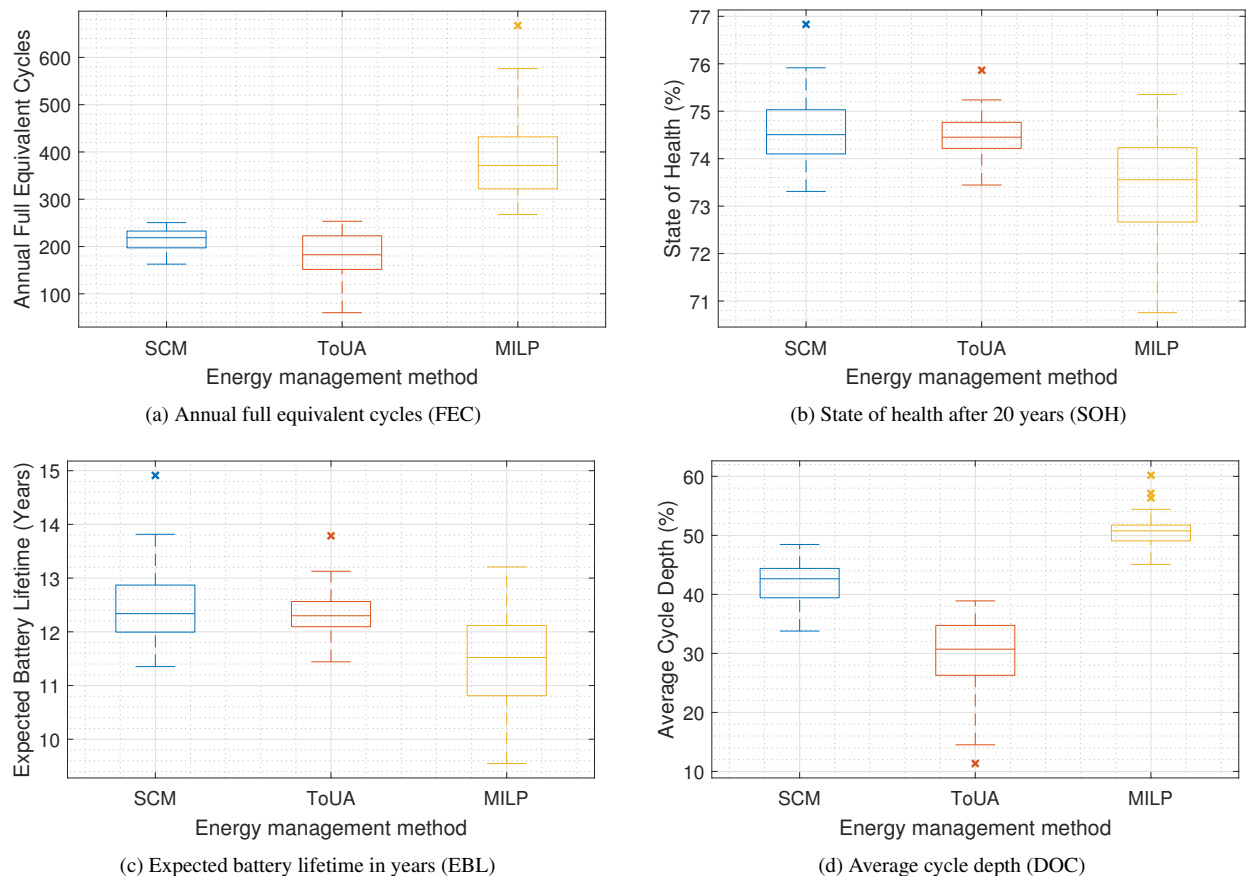 Annual Full Equivalent Cycles
600
500
400
300
200
100
SCM
ToUA
MILP
Energy management method
(a) Annual full equivalent cycles (FEC)
State of Health (%)
77
76
75
74
73
72
71
SCM
ToUA
MILP
Energy management method
(b) State of health after 20 years (SOH)
Expected Battery Lifetime (Years)
15
14
13
12
11
10
SCM
ToUA
MILP
Energy management method
(c) Expected battery lifetime in years (EBL)
Average Cycle Depth (%)
60
50
40
30
20
10
SCM
ToUA
MILP
Energy management method
(d) Average cycle depth (DOC)